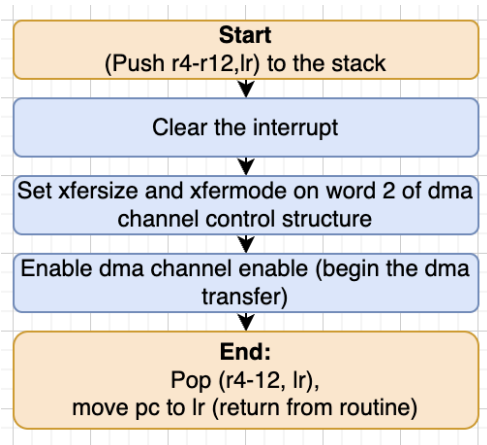 Start
(Push r4-r12,lr) to the stack
Clear the interrupt
Set xfersize and xfermode on word 2 of dma
channel control structure
Enable dma channel enable (begin the dma
transfer)
End:
Pop (r4-12, lr),
move pc to lr (return from routine)